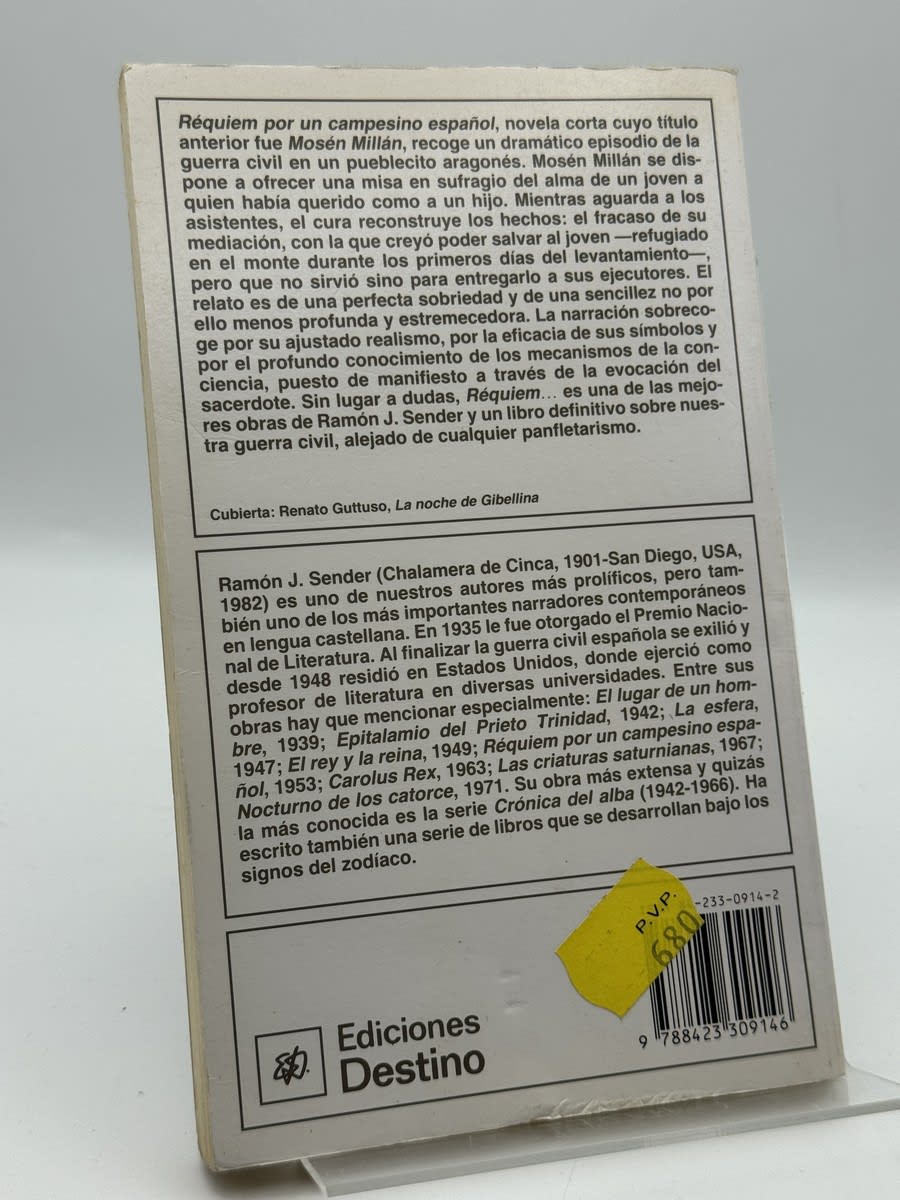 Réquiem por un campesino español, novela corta cuyo título
anterior fue Mosén Millán, recoge un dramático episodio de la
guerra civil en un pueblecito aragonés. Mosén Millán se dis-
pone a ofrecer una misa en sufragio del alma de un joven a
quien había querido como a un hijo. Mientras aguarda a los
asistentes, el cura reconstruye los hechos: el fracaso de su
mediación, con la que creyó poder salvar al joven —refugiado
en el monte durante los primeros días del levantamiento—,
pero que no sirvió sino para entregarlo a sus ejecutores. El
relato es de una perfecta sobriedad y de una sencillez no por
ello menos profunda y estremecedora. La narración sobreco-
ge por su ajustado realismo, por la eficacia de sus símbolos y
por el profundo conocimiento de los mecanismos de la con-
ciencia, puesto de manifiesto a través de la evocación del
sacerdote. Sin lugar a dudas, Réquiem... es una de las mejo-
res obras de Ramón J. Sender y un libro definitivo sobre nues-
tra guerra civil, alejado de cualquier panfletarismo.
Cubierta: Renato Guttuso, La noche de Gibellina
Ramón J. Sender (Chalamera de Cinca, 1901-San Diego, USA,
1982) es uno de nuestros autores más prolíficos, pero tam-
bién uno de los más importantes narradores contemporáneos
en lengua castellana. En 1935 le fue otorgado el Premio Nacio-
nal de Literatura. Al finalizar la guerra civil española se exilió y
desde 1948 residió en Estados Unidos, donde ejerció como
profesor de literatura en diversas universidades. Entre sus
obras hay que mencionar especialmente: El lugar de un hom-
bre, 1939; Epitalamio del Prieto Trinidad, 1942; La esfera,
1947; El rey y la reina, 1949; Réquiem por un campesino espa-
ñol, 1953; Carolus Rex, 1963; Las criaturas saturnianas, 1967;
Nocturno de los catorce, 1971. Su obra más extensa y quizás
la más conocida es la serie Crónica del alba (1942-1966). Ha
escrito también una serie de libros que se desarrollan bajo los
signos del zodíaco.
P.V.P.
680
-233-0914-2
9 788423 309146
Ediciones
Destino